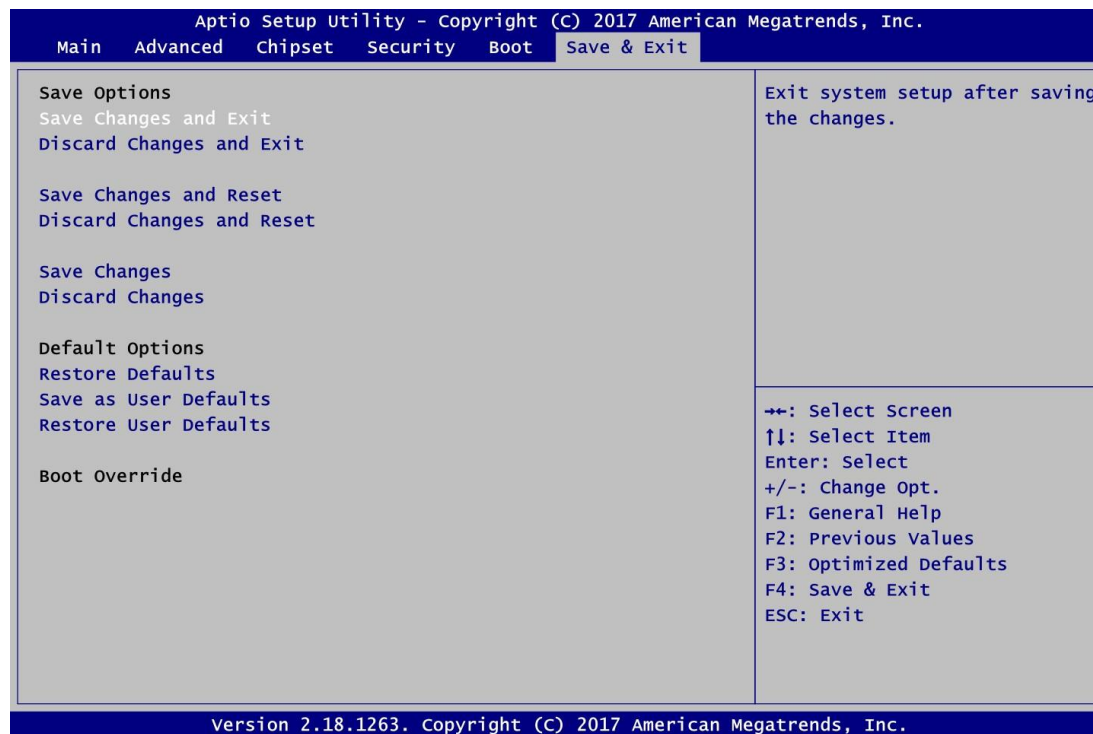 Aptio Setup Utility – Copyright (C) 2017 American Megatrends, Inc.
Main Advanced Chipset Security Boot Save & Exit
Save Options
Save Changes and Exit
Discard Changes and Exit
Save Changes and Reset
Discard Changes and Reset
Save Changes
Discard Changes
Default Options
Restore Defaults
Save as User Defaults
Restore User Defaults
Boot Override
Exit system setup after saving
the changes.
→←: Select Screen
↑↓: Select Item
Enter: Select
+/-: Change Opt.
F1: General Help
F2: Previous Values
F3: Optimized Defaults
F4: Save & Exit
ESC: Exit
Version 2.18.1263. Copyright (C) 2017 American Megatrends, Inc.